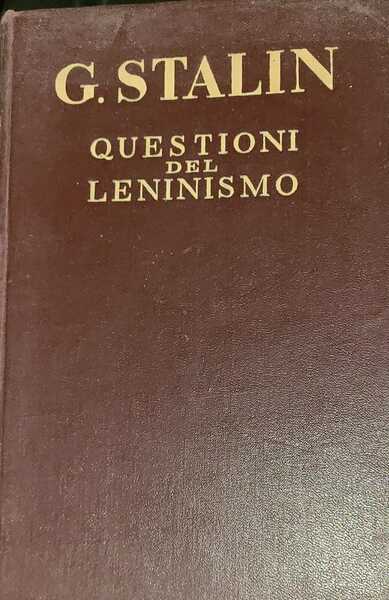 G. STALIN
QUESTIONI
DEL
LENINISMO